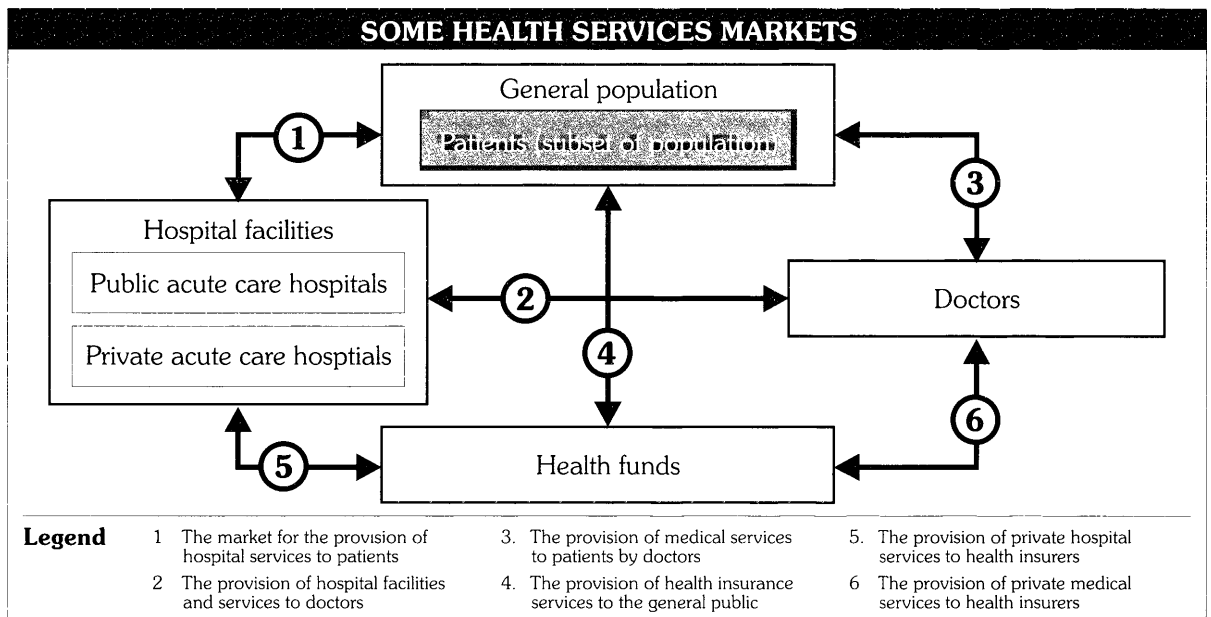 SOME HEALTH SERVICES MARKETS
General population
Patients (subset of population)
1
3
Hospital facilities
Public acute care hospitals
Private acute care hosptials
2
Doctors
4
5
Health funds
6
Legend
1 The market for the provision of
hospital services to patients
2 The provision of hospital facilities
and services to doctors
3. The provision of medical services
to patients by doctors
4. The provision of health insurance
services to the general public
5. The provision of private hospital
services to health insurers
6 The provision of private medical
services to health insurers